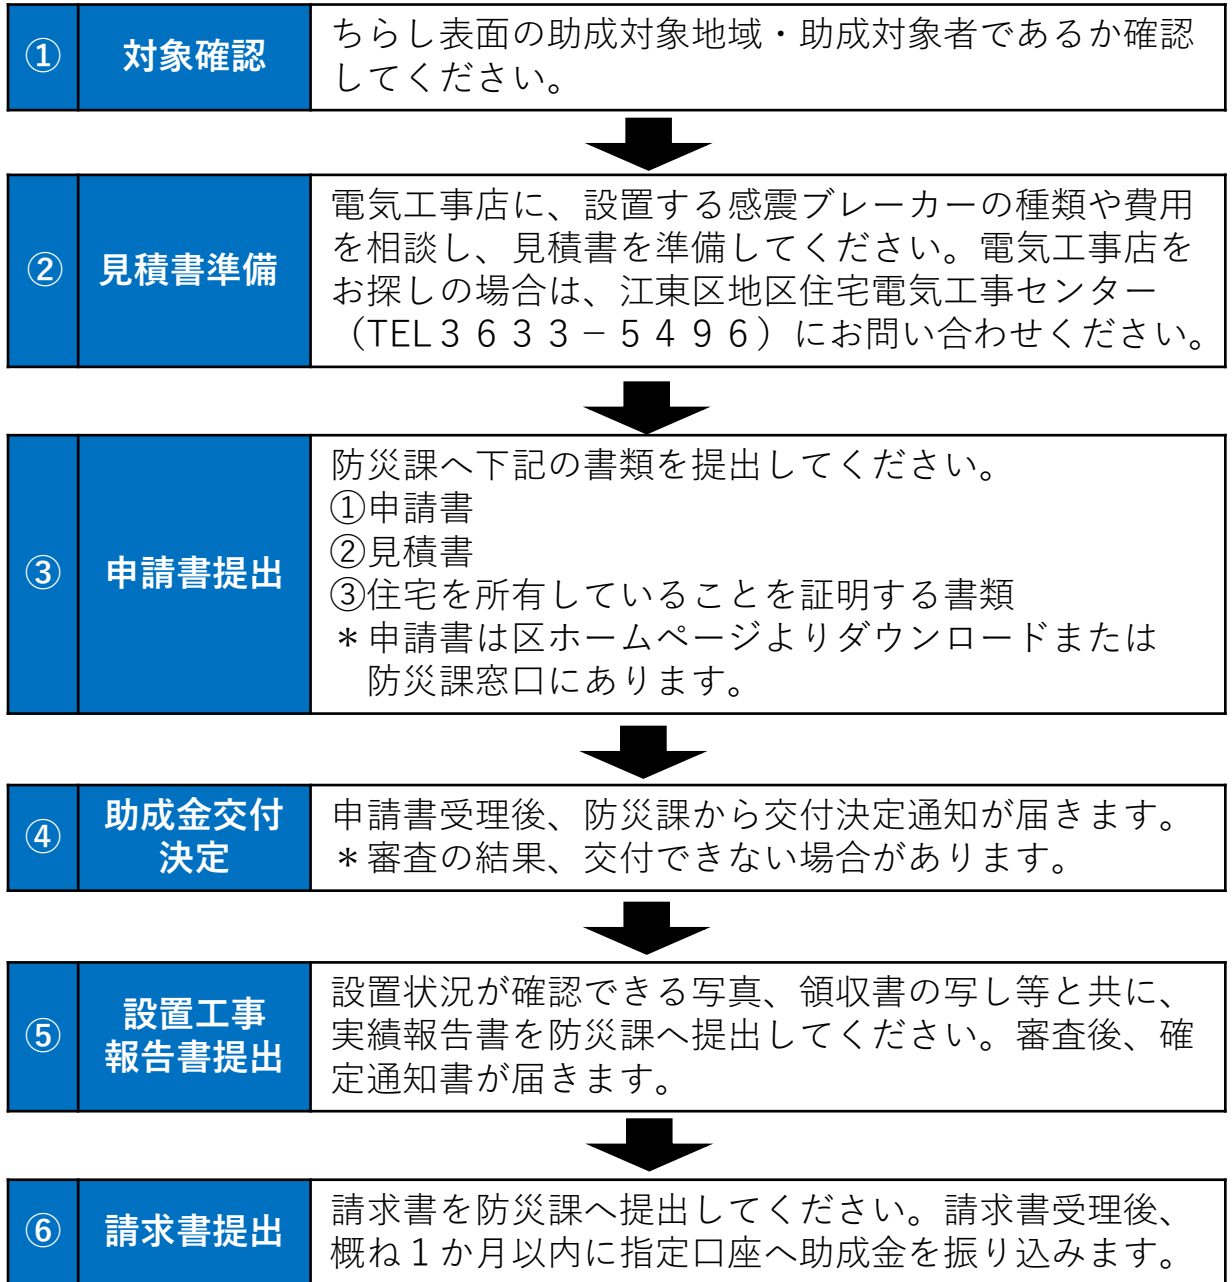 ① 対象確認
ちらし表面の助成対象地域・助成対象者であるか確認
してください。
② 見積書準備
電気工事店に、設置する感震ブレーカーの種類や費用
を相談し、見積書を準備してください。電気工事店を
お探しの場合は、江東区地区住宅電気工事センター
（TEL３６３３－５４９６）にお問い合わせください。
③ 申請書提出
防災課へ下記の書類を提出してください。
①申請書
②見積書
③住宅を所有していることを証明する書類
＊申請書は区ホームページよりダウンロードまたは
防災課窓口にあります。
④ 助成金交付
決定
申請書受理後、防災課から交付決定通知が届きます。
＊審査の結果、交付できない場合があります。
⑤ 設置工事
報告書提出
設置状況が確認できる写真、領収書の写し等と共に、
実績報告書を防災課へ提出してください。審査後、確
定通知書が届きます。
⑥ 請求書提出
請求書を防災課へ提出してください。請求書受理後、
概ね１か月以内に指定口座へ助成金を振り込みます。